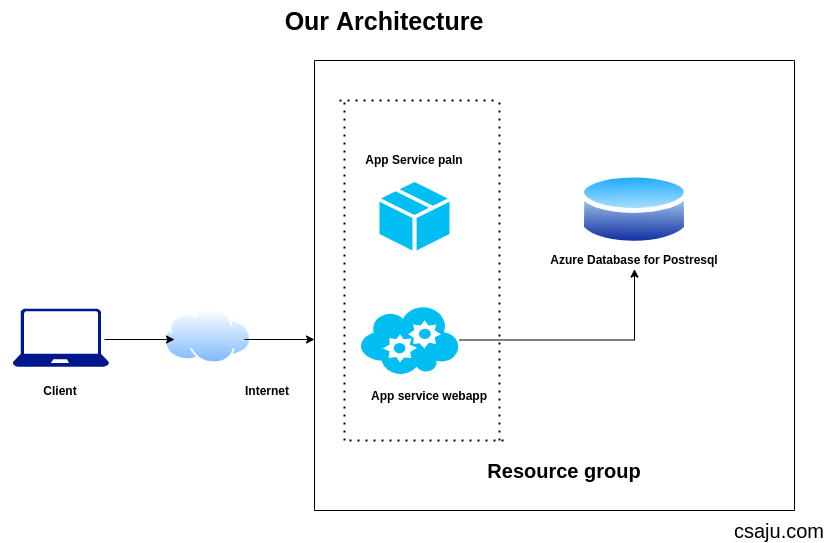 Our Architecture
App Service paln
Azure Database for Postresql
Client
Internet
App service webapp
Resource group
csaju.com